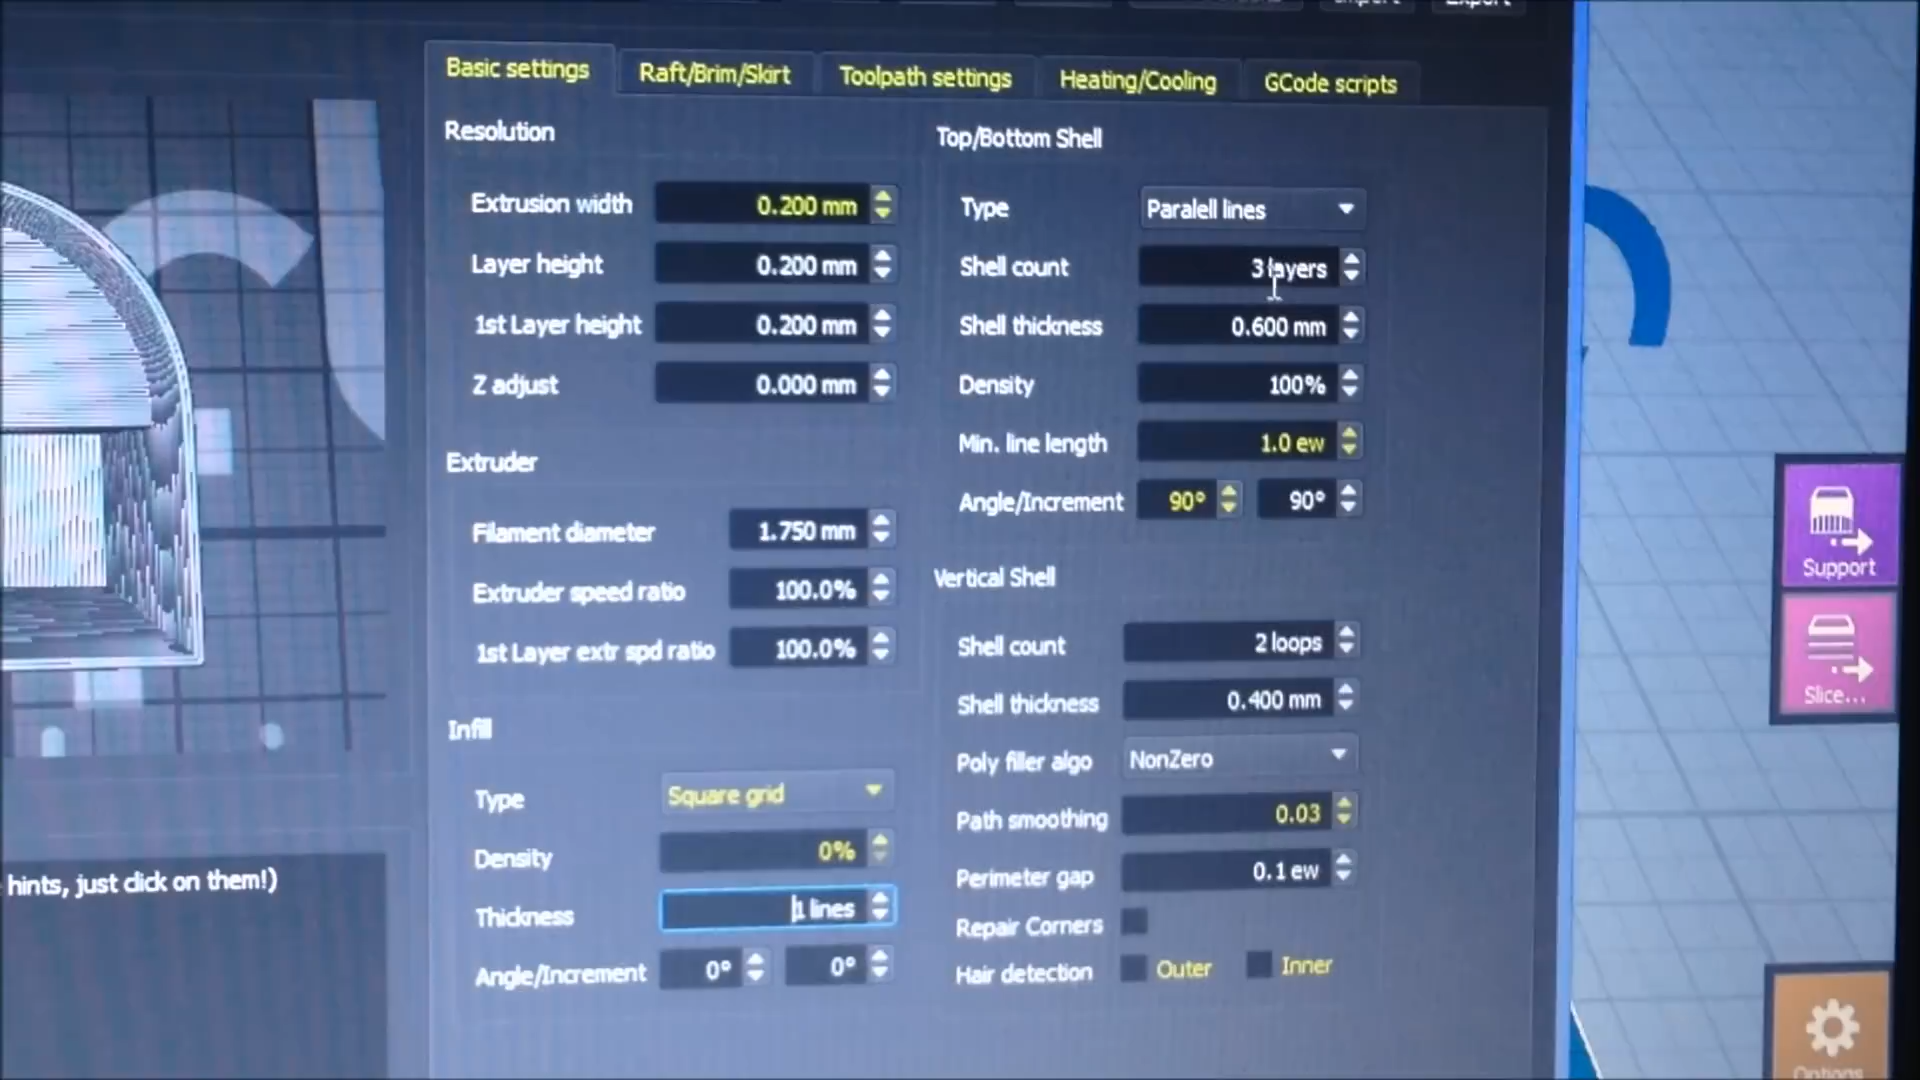 Import Export
Basic settings Raft/Brim/Skirt Toolpath settings Heating/Cooling GCode scripts
Resolution
Extrusion width 0.200 mm
Layer height 0.200 mm
1st Layer height 0.200 mm
Z adjust 0.000 mm
Extruder
Filament diameter 1.750 mm
Extruder speed ratio 100.0%
1st Layer extr spd ratio 100.0%
Infill
Type Square grid
Density 0%
Thickness 1 lines
Angle/Increment 0° 0°
Top/Bottom Shell
Type Paralell lines
Shell count 3 layers
Shell thickness 0.600 mm
Density 100%
Min. line length 1.0 ew
Angle/Increment 90° 90°
Vertical Shell
Shell count 2 loops
Shell thickness 0.400 mm
Poly filler algo NonZero
Path smoothing 0.03
Perimeter gap 0.1 ew
Repair Corners
Hair detection Outer Inner
hints, just click on them!)
Support
Slice...
Options